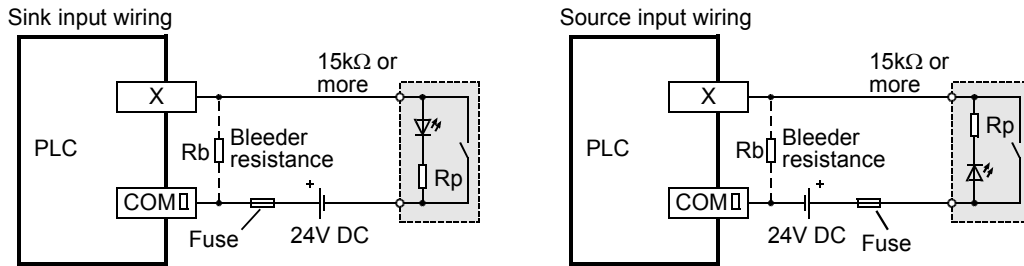 Sink input wiring
15kΩ or
more
X
PLC
Rb
Bleeder
resistance
Rp
COM▯
+
Fuse
24V DC
Source input wiring
15kΩ or
more
X
Rp
PLC
Rb
Bleeder
resistance
COM▯
+
24V DC
Fuse